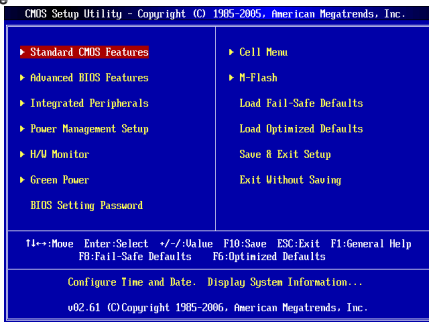 CMOS Setup Utility - Copyright (C) 1985-2005, American Megatrends, Inc.
▶ Standard CMOS Features
▶ Advanced BIOS Features
▶ Integrated Peripherals
▶ Power Management Setup
▶ H/W Monitor
▶ Green Power
BIOS Setting Password
▶ Cell Menu
▶ M-Flash
Load Fail-Safe Defaults
Load Optimized Defaults
Save & Exit Setup
Exit Without Saving
↑↓←→:Move Enter:Select +/-/:Value F10:Save ESC:Exit F1:General Help
F8:Fail-Safe Defaults F6:Optimized Defaults
Configure Time and Date. Display System Information...
v02.61 (C)Copyright 1985-2006, American Megatrends, Inc.